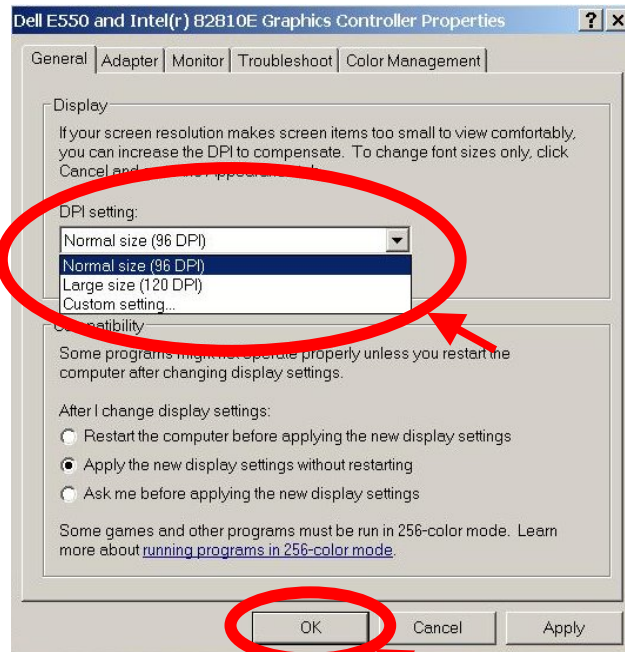 Dell E550 and Intel(r) 82810E Graphics Controller Properties
General Adapter Monitor Troubleshoot Color Management
Display
If your screen resolution makes screen items too small to view comfortably,
you can increase the DPI to compensate. To change font sizes only, click
Cancel and
DPI setting:
Normal size (96 DPI)
Normal size (96 DPI)
Large size (120 DPI)
Custom setting...
Compatibility
Some programs might not operate properly unless you restart the
computer after changing display settings.
After I change display settings:
Restart the computer before applying the new display settings
Apply the new display settings without restarting
Ask me before applying the new display settings
Some games and other programs must be run in 256-color mode. Learn
more about running programs in 256-color mode.
OK Cancel Apply